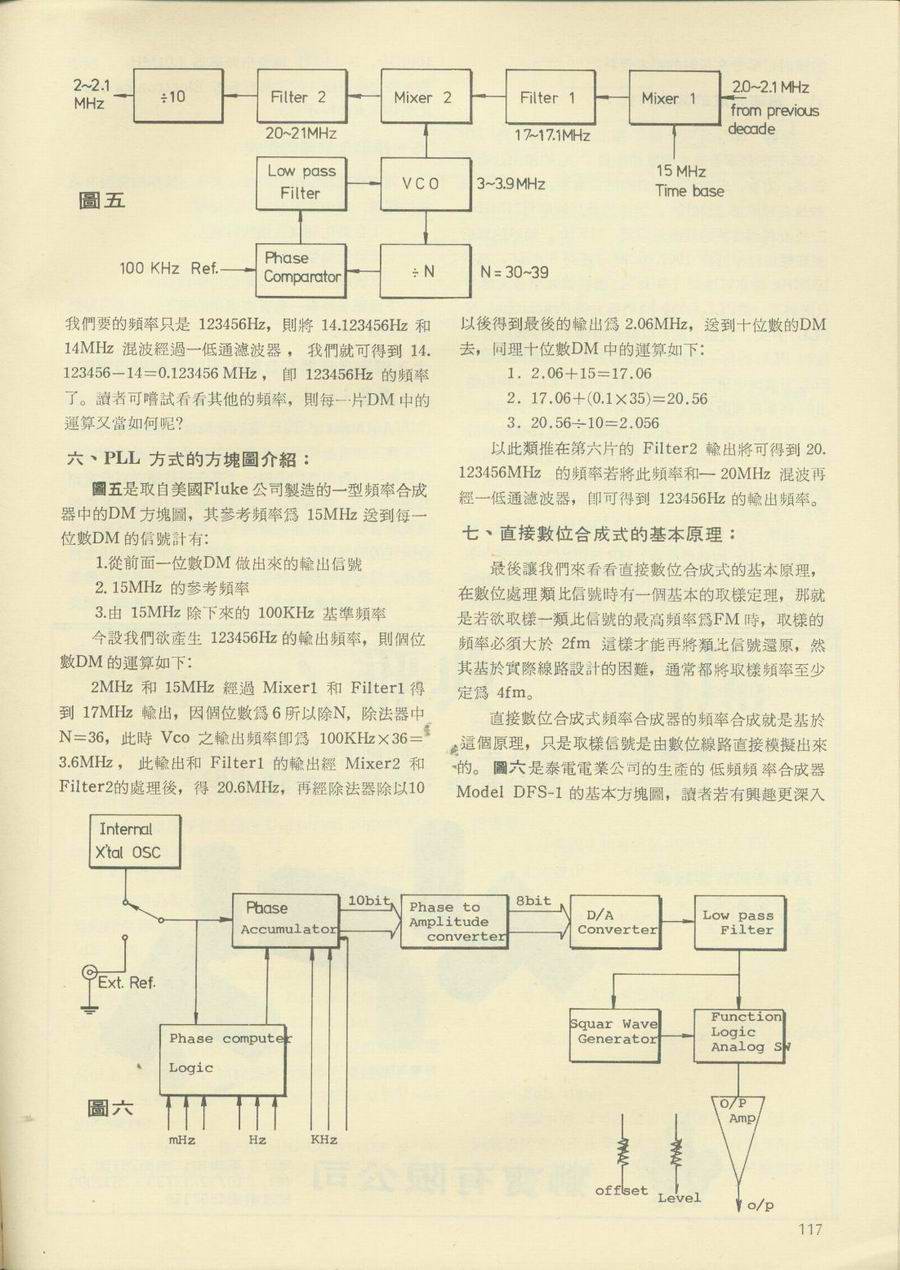 2~2.1
MHz
÷10
Filter 2
Mixer 2
Filter 1
Mixer 1
2.0~2.1 MHz
from previous
decade
20~21MHz
17~17.1MHz
15 MHz
Time base
Low pass
Filter
VCO
3~3.9MHz
圖五
100 KHz Ref.
Phase
Comparator
÷N
N=30~39
我們要的頻率只是 123456Hz，則將 14.123456Hz 和
14MHz 混波經過一低通濾波器， 我們就可得到 14.
123456－14＝0.123456 MHz， 卽 123456Hz 的頻率
了。讀者可嚐試看看其他的頻率，則每一片DM 中的
運算又當如何呢?
六、PLL 方式的方塊圖介紹：
圖五是取自美國Fluke 公司製造的一型頻率合成
器中的DM 方塊圖，其參考頻率爲 15MHz 送到每一
位數DM 的信號計有:
1.從前面一位數DM 做出來的輸出信號
2. 15MHz 的參考頻率
3.由 15MHz 除下來的 100KHz 基準頻率
今設我們欲產生 123456Hz 的輸出頻率，則個位
數DM 的運算如下:
2MHz 和 15MHz 經過 Mixer1 和 Filter1 得
到 17MHz 輸出，因個位數爲 6 所以除N，除法器中
N＝36，此時 Vco 之輸出頻率卽爲 100KHz×36＝
3.6MHz， 此輸出和 Filter1 的輸出經 Mixer2 和
Filter2的處理後，得 20.6MHz，再經除法器除以10
以後得到最後的輸出爲 2.06MHz，送到十位數的DM
去，同理十位數DM 中的運算如下:
1. 2.06＋15＝17.06
2. 17.06＋(0.1×35)＝20.56
3. 20.56÷10＝2.056
以此類推在第六片的 Filter2 輸出將可得到 20.
123456MHz 的頻率若將此頻率和一 20MHz 混波再
經一低通濾波器，卽可得到 123456Hz 的輸出頻率。
七、直接數位合成式的基本原理：
最後讓我們來看看直接數位合成式的基本原理，
在數位處理類比信號時有一個基本的取樣定理，那就
是若欲取樣一類比信號的最高頻率爲FM 時，取樣的
頻率必須大於 2fm 這樣才能再將類比信號還原，然
其基於實際線路設計的困難，通常都將取樣頻率至少
定爲 4fm。
直接數位合成式頻率合成器的頻率合成就是基於
這個原理，只是取樣信號是由數位線路直接模擬出來
的。圖六是泰電電業公司的生產的 低頻頻 率合成器
Model DFS-1 的基本方塊圖，讀者若有興趣更深入
Internal
X'tal OSC
Phase
Accumulator
10bit
Phase to
Amplitude
converter
8bit
D/A
Converter
Low pass
Filter
Ext. Ref.
Phase computer
Logic
Squar Wave
Generator
Function
Logic
Analog SW
圖六
mHz
Hz
KHz
O/P
Amp
offset
Level
o/p
117